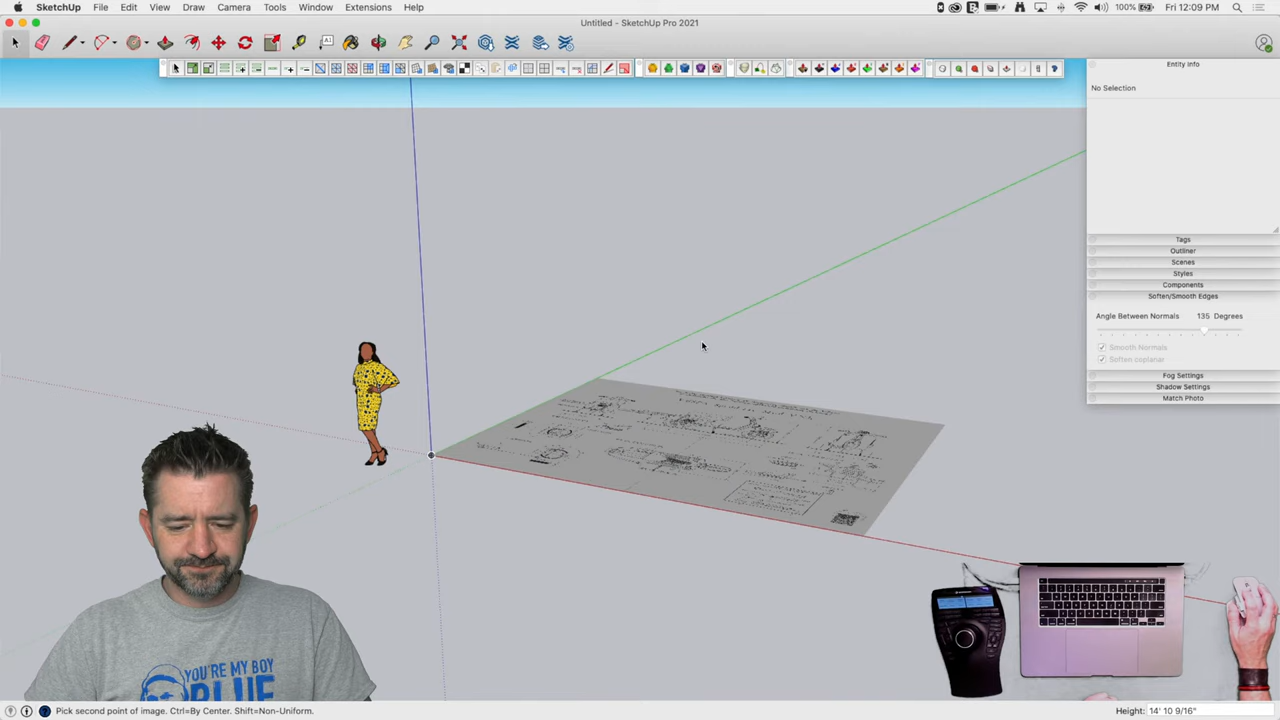 SketchUp File Edit View Draw Camera Tools Window Extensions Help
100% Fri 12:09 PM
Untitled - SketchUp Pro 2021
A1
Entity Info
No Selection
Tags
Outliner
Scenes
Styles
Components
Soften/Smooth Edges
Angle Between Normals 135 Degrees
Smooth Normals
Soften coplanar
Fog Settings
Shadow Settings
Match Photo
YOU'RE MY BOY
BLUE
Pick second point of image. Ctrl=By Center. Shift=Non-Uniform.
Height: 14' 10 9/16"